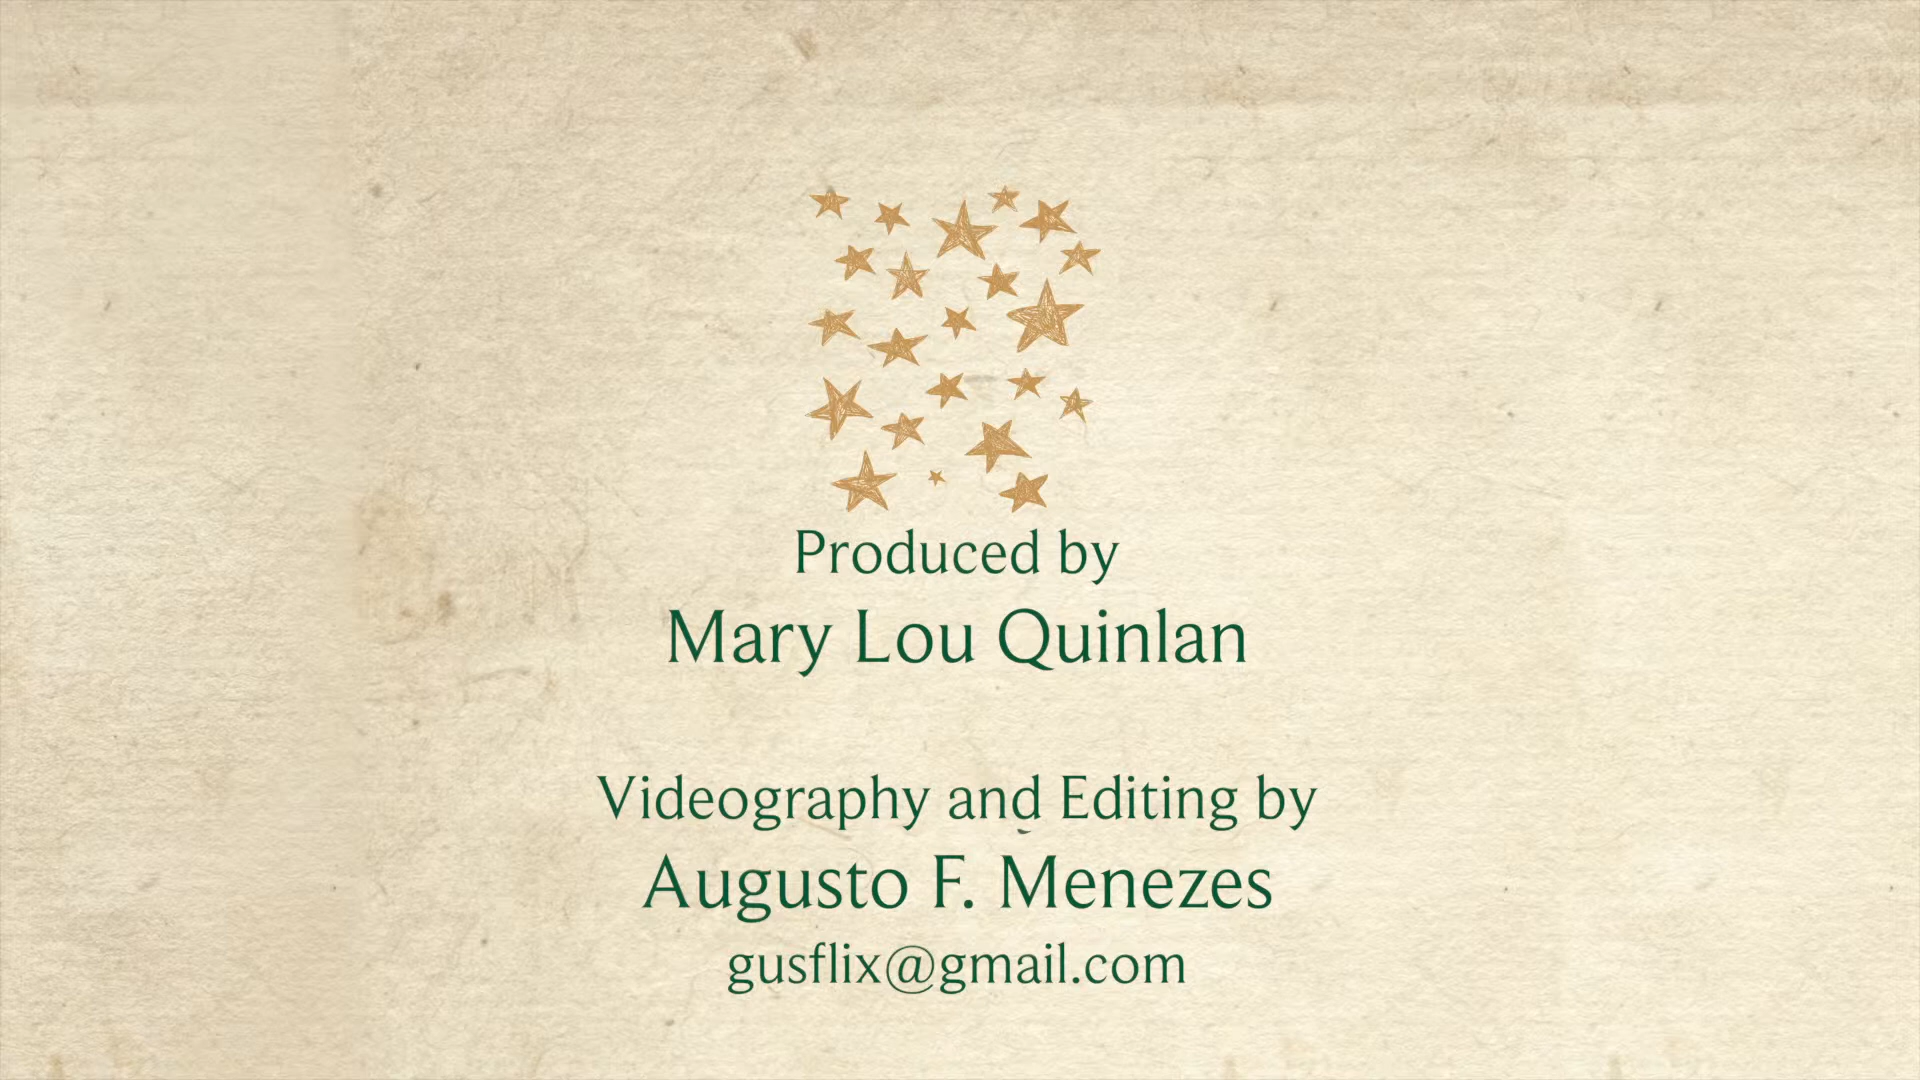 Produced by
Mary Lou Quinlan
Videography and Editing by
Augusto F. Menezes
gusflix@gmail.com